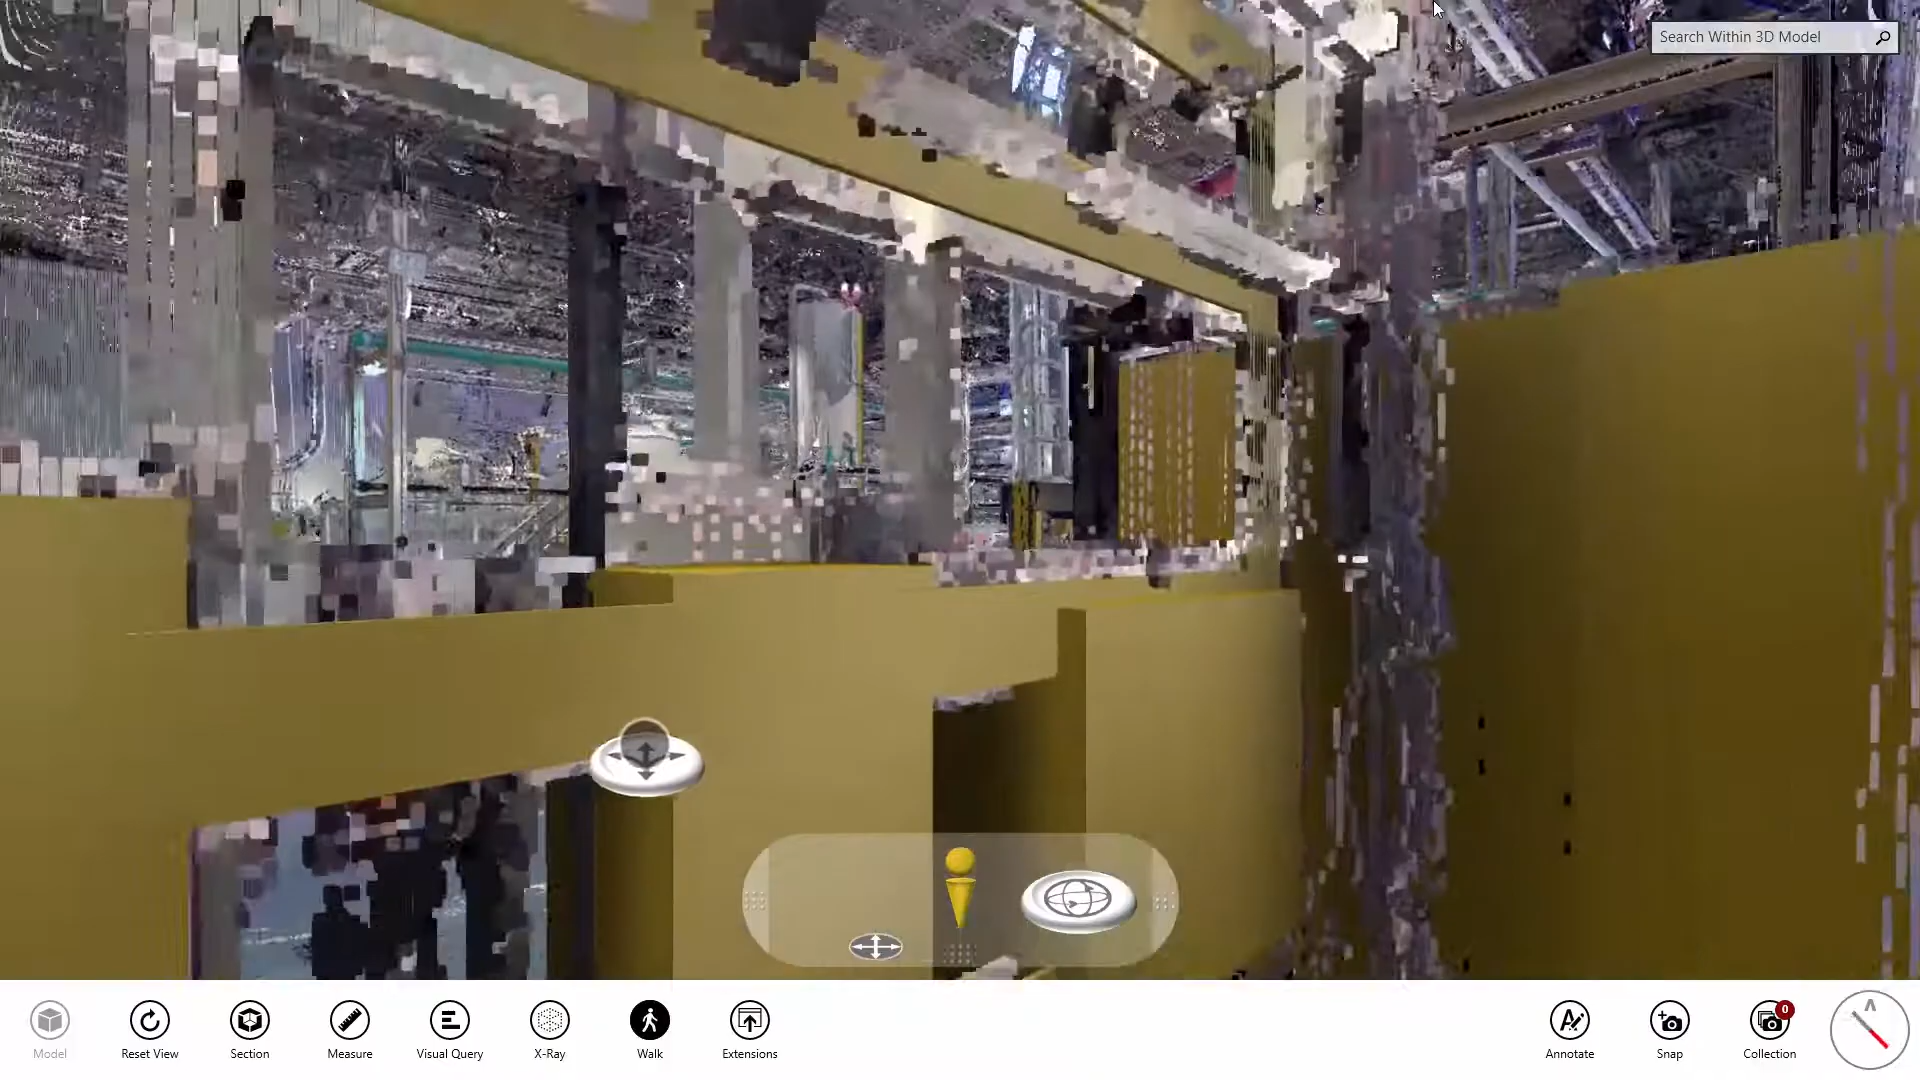 Search Within 3D Model
Model
Reset View
Section
Measure
Visual Query
X-Ray
Walk
Extensions
Annotate
Snap
0
Collection